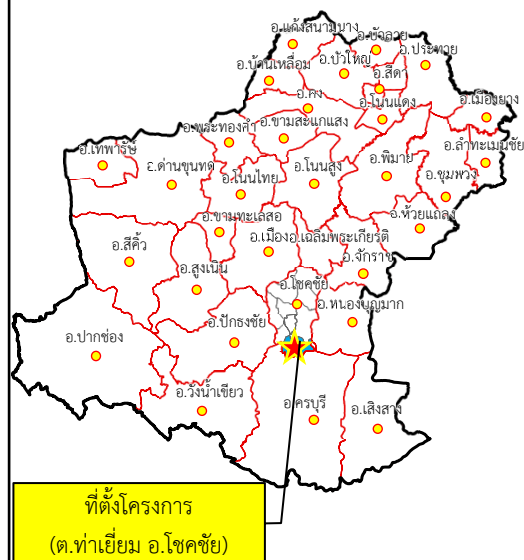 อ.แก้งสนามนาง
อ.บัวลาย
อ.บัวใหญ่
อ.ประทาย
อ.บ้านเหลื่อม
อ.สีดา
อ.คง
อ.โนนแดง
อ.เมืองยาง
อ.พระทองคำ
อ.ขามสะแกแสง
อ.ลำทะเมนชัย
อ.เทพารักษ์
อ.ด่านขุนทด
อ.โนนไทย
อ.โนนสูง
อ.พิมาย
อ.ชุมพวง
อ.ขามทะเลสอ
อ.ห้วยแถลง
อ.เมือง
อ.เฉลิมพระเกียรติ
อ.สีคิ้ว
อ.สูงเนิน
อ.จักราช
อ.โชคชัย
อ.หนองบุญมาก
อ.ปากช่อง
อ.ปักธงชัย
อ.วังน้ำเขียว
อ.ครบุรี
อ.เสิงสาง
ที่ตั้งโครงการ
(ต.ท่าเยี่ยม อ.โชคชัย)